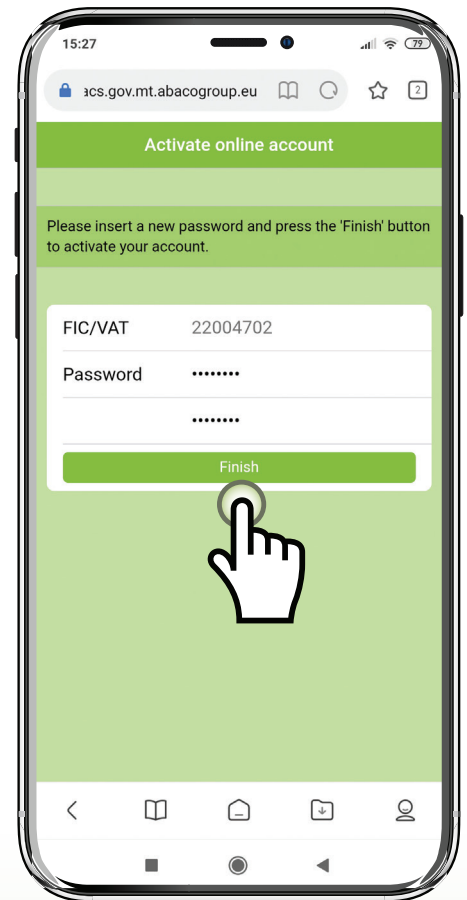 15:27
79
acs.gov.mt.abacogroup.eu
2
Activate online account
Please insert a new password and press the 'Finish' button
to activate your account.
FIC/VAT 22004702
Password ••••••••
••••••••
Finish